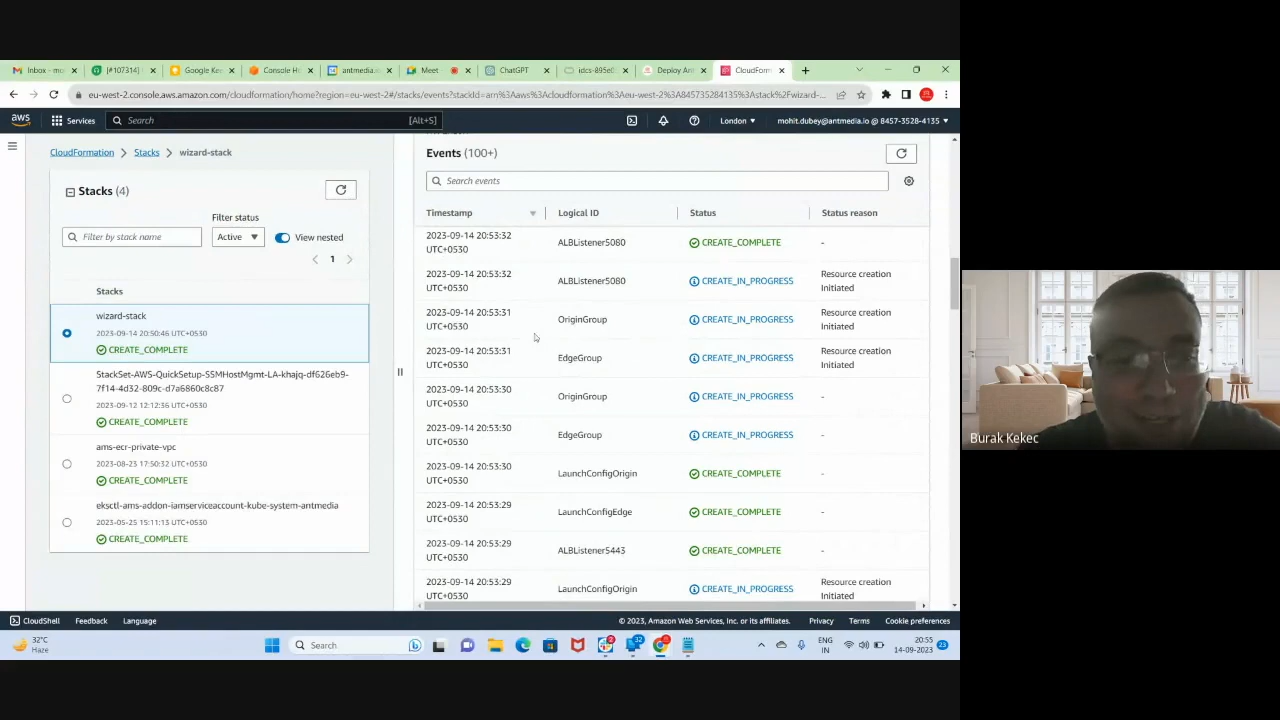 Inbox - mo
[#107314]
Google Kee
Console Ho
antmedia.
Meet
ChatGPT
idcs-895e0
Deploy Ant
CloudForm
eu-west-2.console.aws.amazon.com/cloudformation/home?region=eu-west-2#/stacks/events?stackId=arn%3Aaws%3Acloudformation%3Aeu-west-2%3A845735284135%3Astack%2Fwizard-...
aws
Services
Search
[Alt+S]
London
mohit.dubey@antmedia.io @ 8457-3528-4135
CloudFormation
Stacks
wizard-stack
Stacks (4)
Filter status
Filter by stack name
Active
View nested
1
Stacks
wizard-stack
2023-09-14 20:50:46 UTC+0530
CREATE_COMPLETE
StackSet-AWS-QuickSetup-SSMHostMgmt-LA-khajq-df626eb9-
7f14-4d32-809c-d7a6860c8c87
2023-09-12 12:12:36 UTC+0530
CREATE_COMPLETE
ams-ecr-private-vpc
2023-08-23 17:50:32 UTC+0530
CREATE_COMPLETE
eksctl-ams-addon-iamserviceaccount-kube-system-antmedia
2023-05-25 15:11:13 UTC+0530
CREATE_COMPLETE
Events (100+)
Search events
Timestamp
Logical ID
Status
Status reason
2023-09-14 20:53:32
UTC+0530
ALBListener5080
CREATE_COMPLETE
-
2023-09-14 20:53:32
UTC+0530
ALBListener5080
CREATE_IN_PROGRESS
Resource creation
Initiated
2023-09-14 20:53:31
UTC+0530
OriginGroup
CREATE_IN_PROGRESS
Resource creation
Initiated
2023-09-14 20:53:31
UTC+0530
EdgeGroup
CREATE_IN_PROGRESS
Resource creation
Initiated
2023-09-14 20:53:30
UTC+0530
OriginGroup
CREATE_IN_PROGRESS
-
2023-09-14 20:53:30
UTC+0530
EdgeGroup
CREATE_IN_PROGRESS
-
2023-09-14 20:53:30
UTC+0530
LaunchConfigOrigin
CREATE_COMPLETE
-
2023-09-14 20:53:29
UTC+0530
LaunchConfigEdge
CREATE_COMPLETE
-
2023-09-14 20:53:29
UTC+0530
ALBListener5443
CREATE_COMPLETE
-
2023-09-14 20:53:29
UTC+0530
LaunchConfigOrigin
CREATE_IN_PROGRESS
Resource creation
Initiated
CloudShell
Feedback
Language
© 2023, Amazon Web Services, Inc. or its affiliates.
Privacy
Terms
Cookie preferences
32°C
Haze
Search
32
ENG
IN
20:55
14-09-2023
23
Burak Kekec